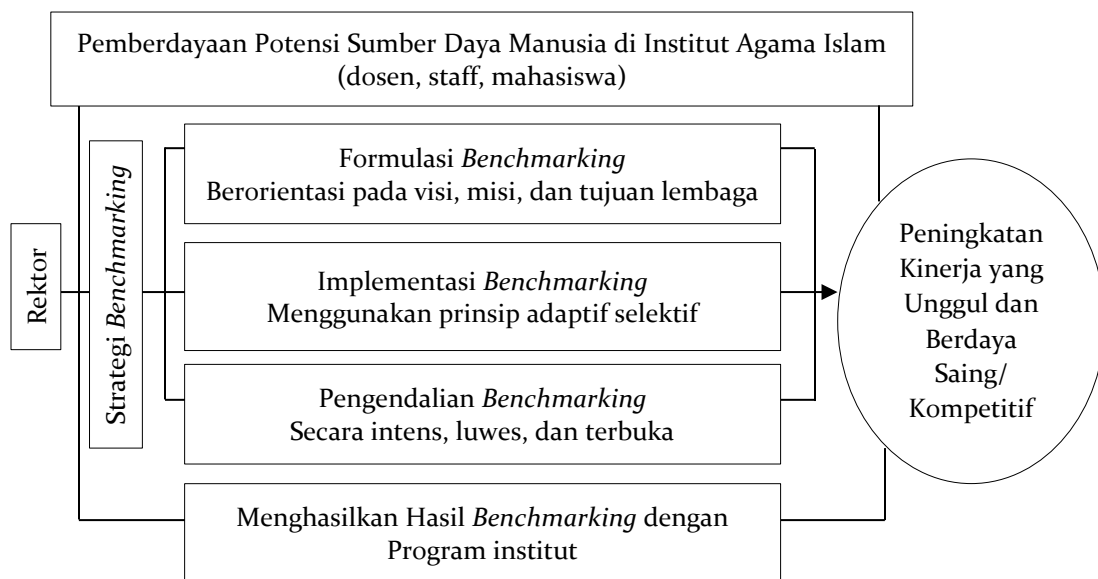 Pemberdayaan Potensi Sumber Daya Manusia di Institut Agama Islam
(dosen, staff, mahasiswa)
Rektor
Strategi Benchmarking
Formulasi Benchmarking
Berorientasi pada visi, misi, dan tujuan lembaga
Implementasi Benchmarking
Menggunakan prinsip adaptif selektif
Pengendalian Benchmarking
Secara intens, luwes, dan terbuka
Menghasilkan Hasil Benchmarking dengan
Program institut
Peningkatan
Kinerja yang
Unggul dan
Berdaya
Saing/
Kompetitif